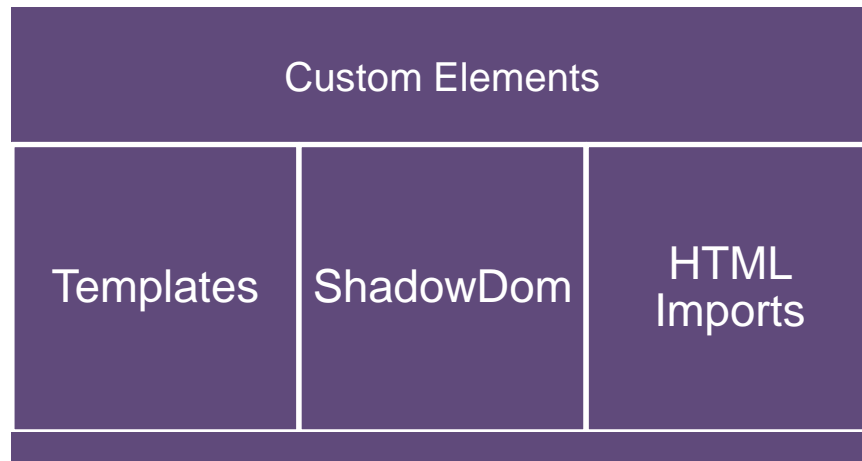 Custom Elements
Templates
ShadowDom
HTML
Imports